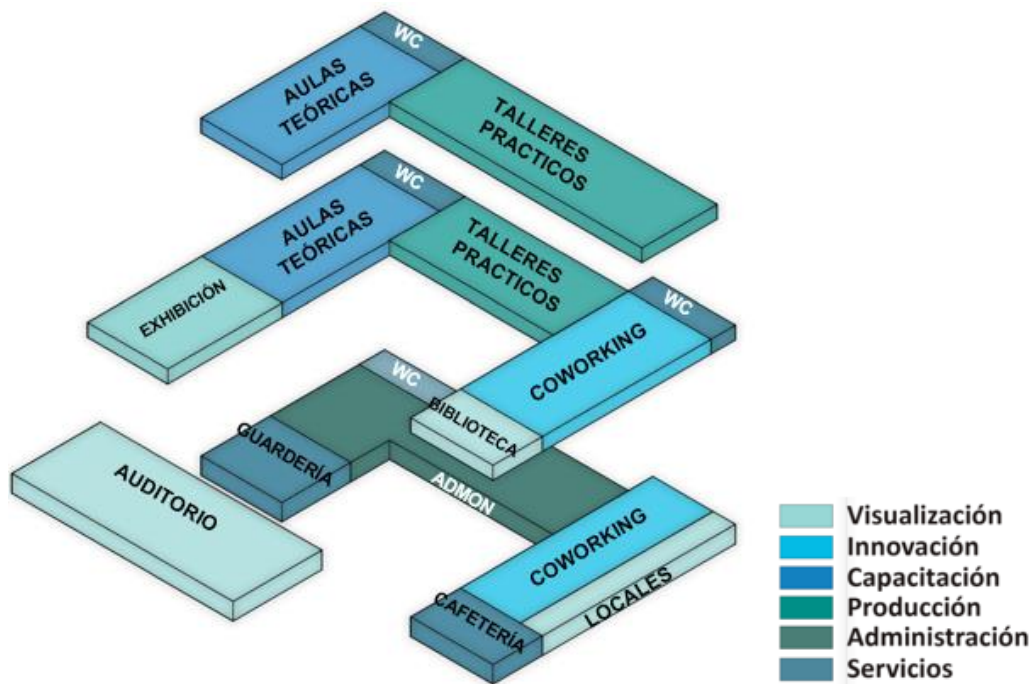 WC
AULAS
TEÓRICAS
TALLERES
PRACTICOS
WC
AULAS
TEÓRICAS
TALLERES
PRACTICOS
EXHIBICIÓN
WC
COWORKING
BIBLIOTECA
WC
GUARDERÍA
ADMON
AUDITORIO
COWORKING
LOCALES
CAFETERÍA
Visualización
Innovación
Capacitación
Producción
Administración
Servicios